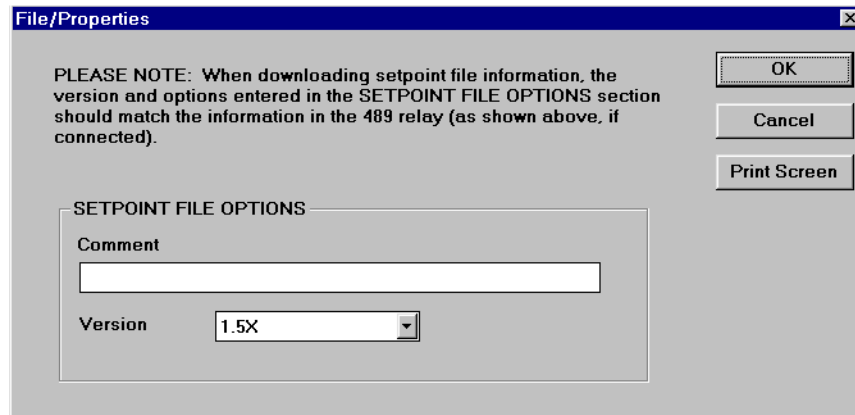 File/Properties
PLEASE NOTE: When downloading setpoint file information, the
version and options entered in the SETPOINT FILE OPTIONS section
should match the information in the 489 relay (as shown above, if
connected).
OK
Cancel
Print Screen
SETPOINT FILE OPTIONS
Comment
Version
1.5X